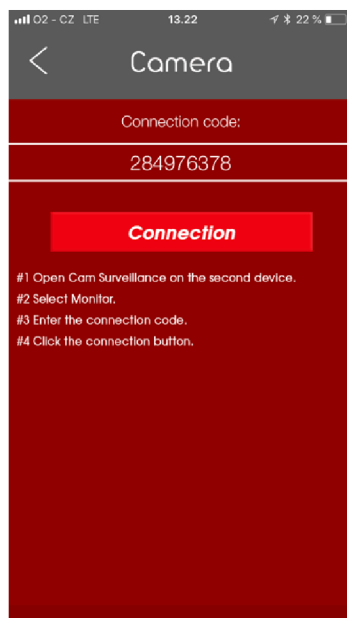 O2 - CZ LTE 13.22 22 %
Camera
Connection code:
284976378
Connection
#1 Open Cam Surveillance on the second device.
#2 Select Monitor.
#3 Enter the connection code.
#4 Click the connection button.